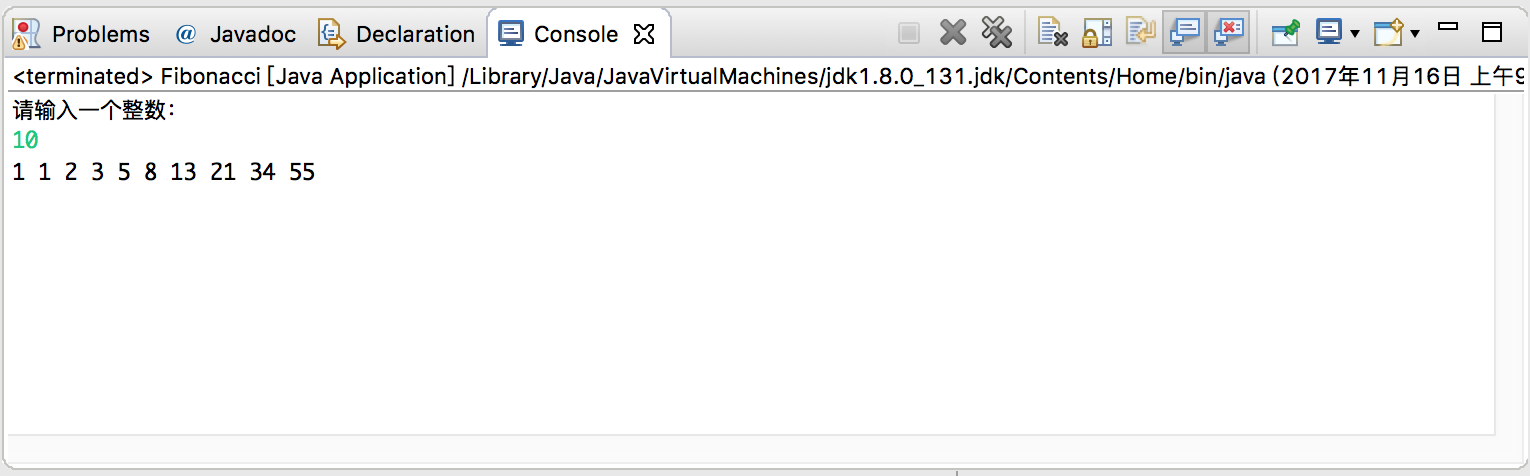 Problems @ Javadoc Declaration Console
<terminated> Fibonacci [Java Application] /Library/Java/JavaVirtualMachines/jdk1.8.0_131.jdk/Contents/Home/bin/java (2017年11月16日 上午9
请输入一个整数：
10
1 1 2 3 5 8 13 21 34 55